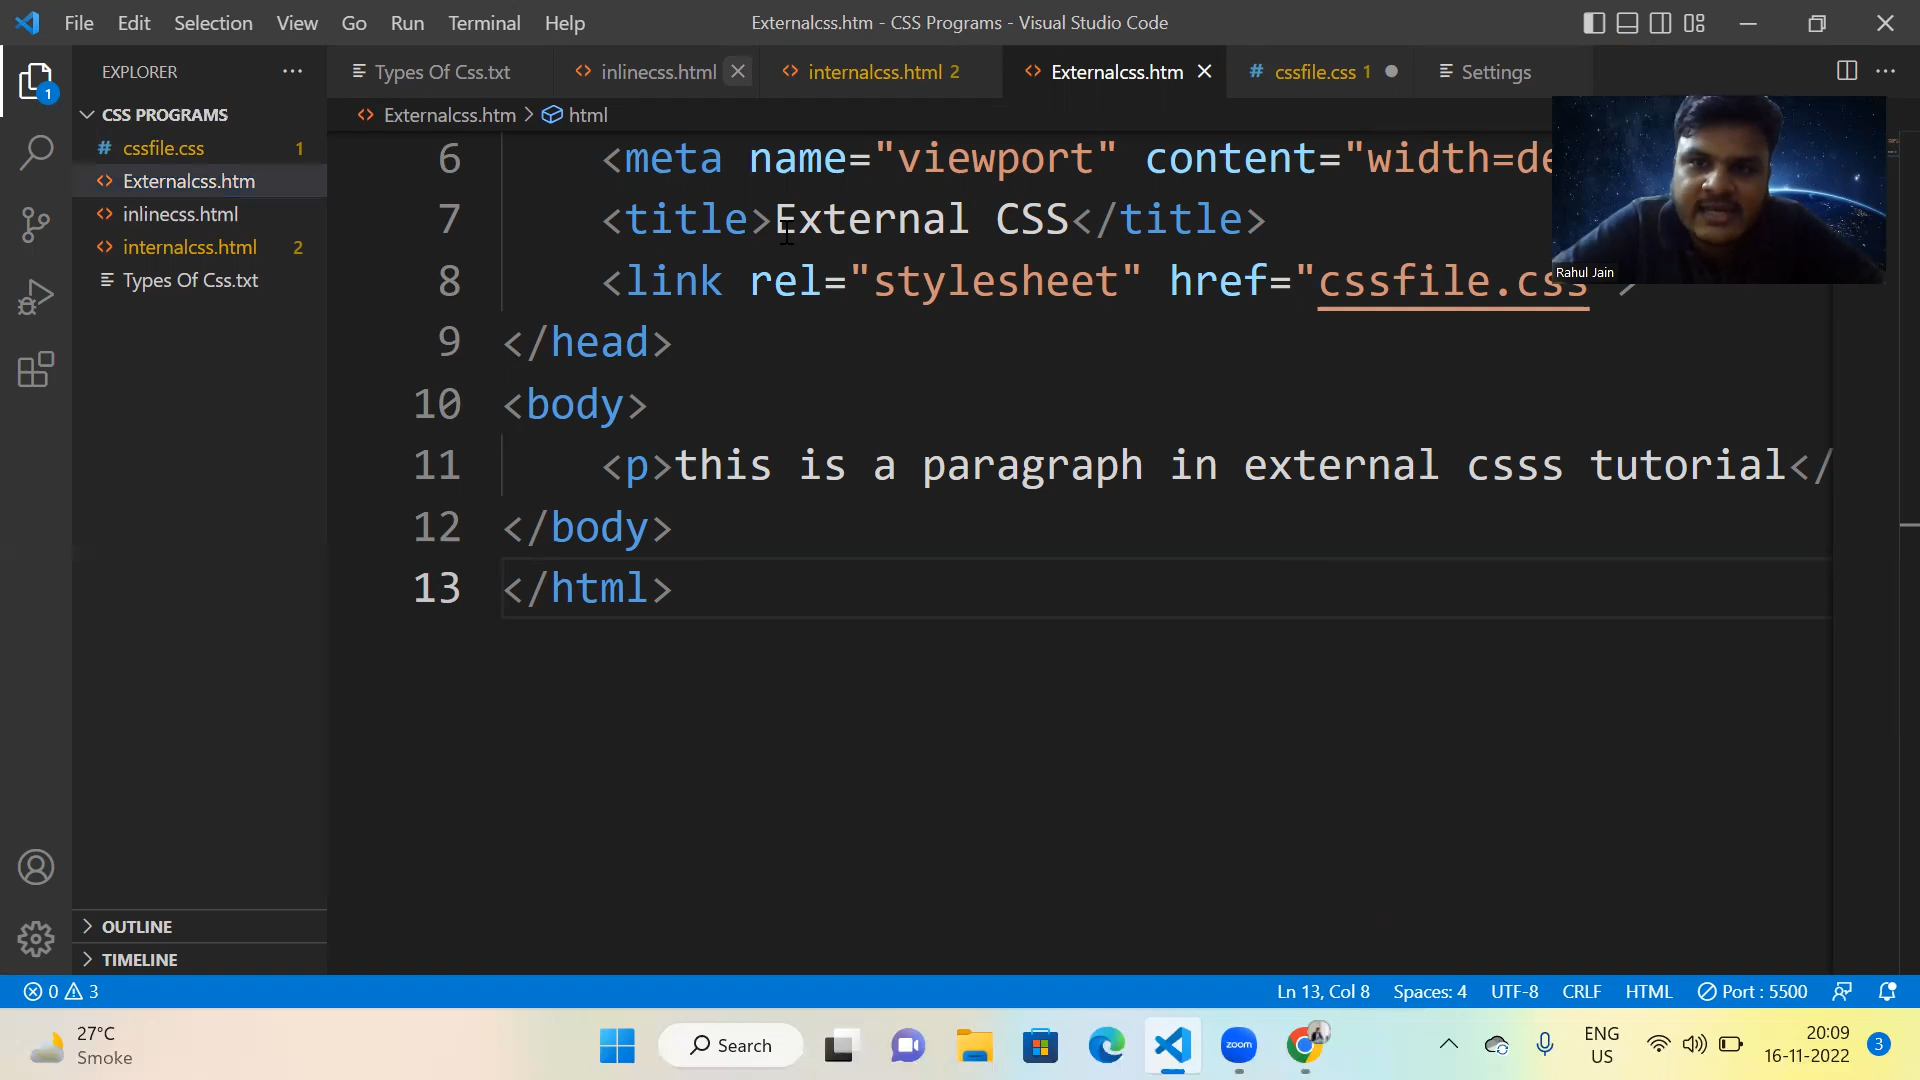 File Edit Selection View Go Run Terminal Help
Externalcss.htm - CSS Programs - Visual Studio Code
EXPLORER
Types Of Css.txt
inlinecss.html
internalcss.html 2
Externalcss.htm
# cssfile.css 1
Settings
1
CSS PROGRAMS
Externalcss.htm > html
# cssfile.css 1
Externalcss.htm
inlinecss.html
internalcss.html 2
Types Of Css.txt
6 <meta name="viewport" content="width=de
7 <title>External CSS</title>
8 <link rel="stylesheet" href="cssfile.css">
9 </head>
10 <body>
11 <p>this is a paragraph in external csss tutorial</
12 </body>
13 </html>
Rahul Jain
OUTLINE
TIMELINE
0 3
Ln 13, Col 8 Spaces: 4 UTF-8 CRLF HTML Port : 5500
27°C
Smoke
Search
zoom
ENG
US
20:09
16-11-2022
3